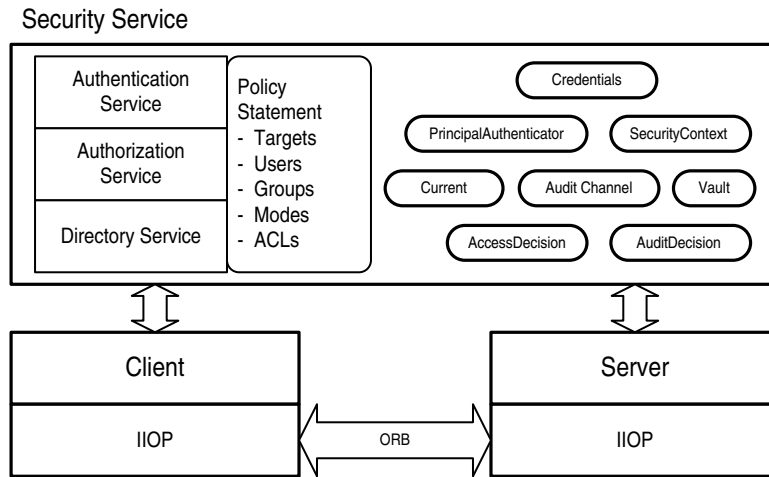 Security Service
Authentication
Service
Authorization
Service
Directory Service
Policy
Statement
- Targets
- Users
- Groups
- Modes
- ACLs
Credentials
PrincipalAuthenticator
SecurityContext
Current
Audit Channel
Vault
AccessDecision
AuditDecision
Client
IIOP
ORB
Server
IIOP